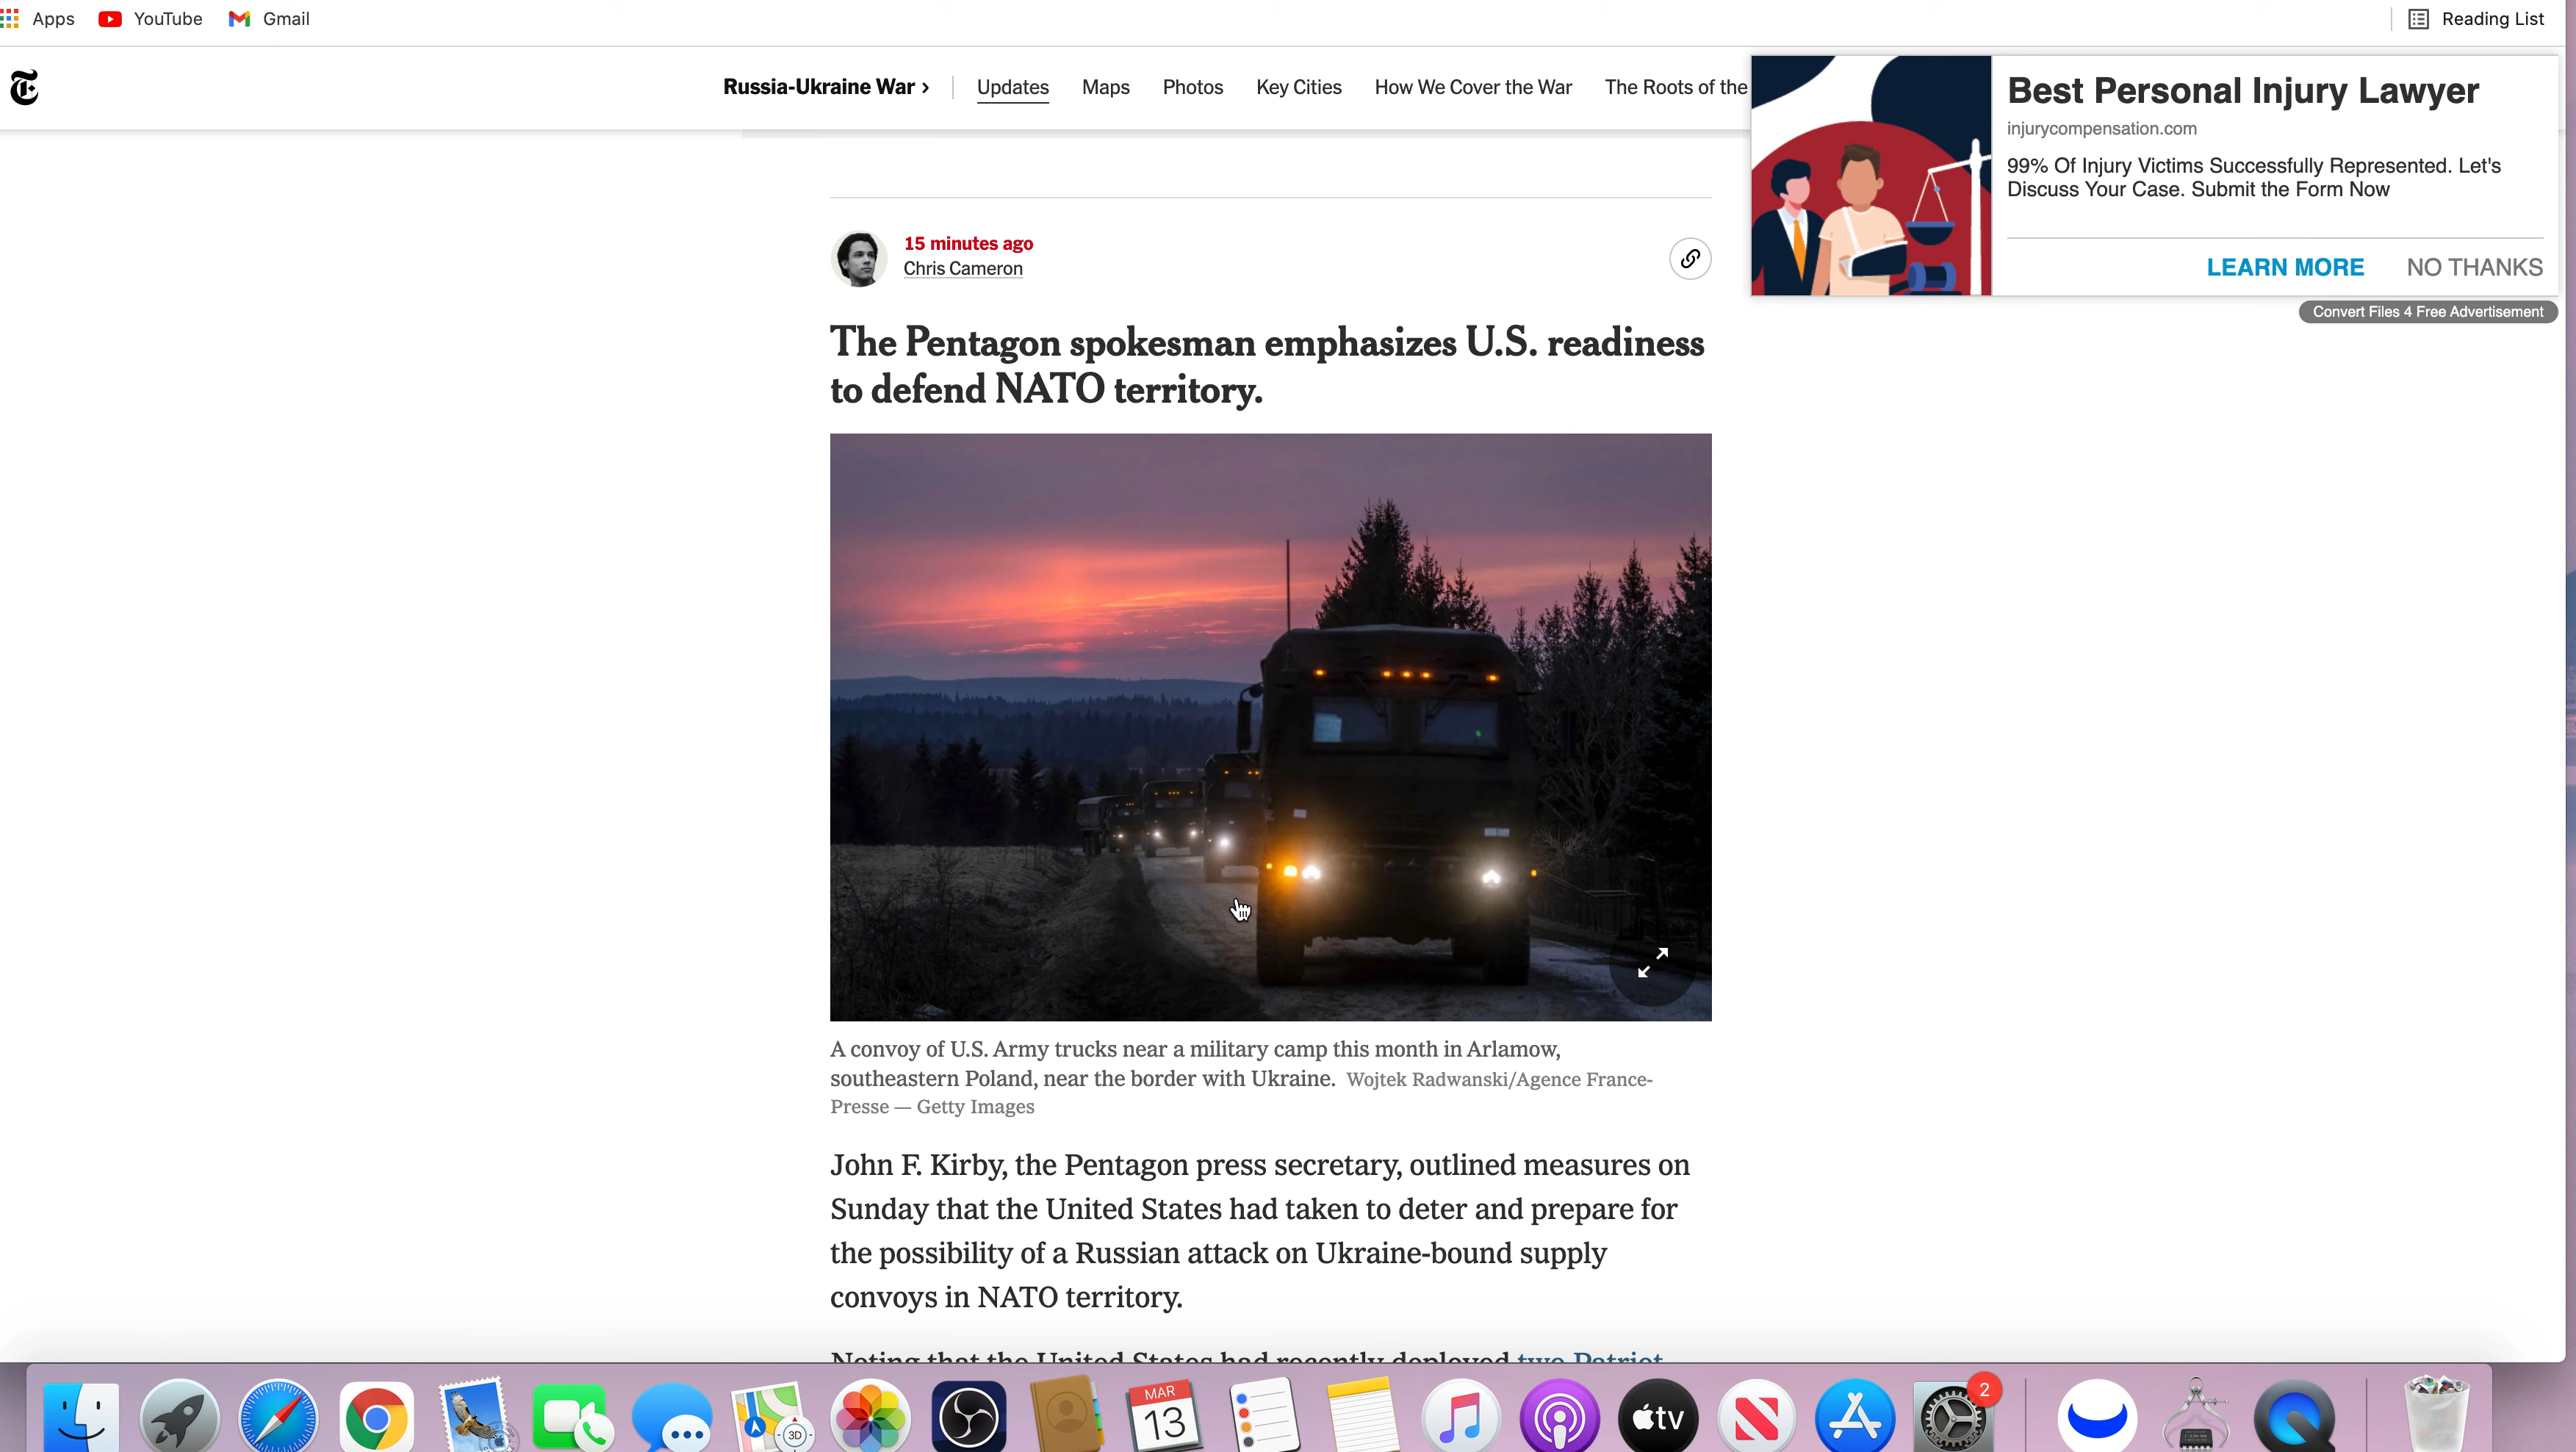 Apps YouTube Gmail Reading List
Russia-Ukraine War › Updates Maps Photos Key Cities How We Cover the War The Roots of the
Best Personal Injury Lawyer
injurycompensation.com
99% Of Injury Victims Successfully Represented. Let's
Discuss Your Case. Submit the Form Now
LEARN MORE NO THANKS
Convert Files 4 Free Advertisement
15 minutes ago
Chris Cameron
The Pentagon spokesman emphasizes U.S. readiness
to defend NATO territory.
A convoy of U.S. Army trucks near a military camp this month in Arlamow,
southeastern Poland, near the border with Ukraine. Wojtek Radwanski/Agence France-
Presse — Getty Images
John F. Kirby, the Pentagon press secretary, outlined measures on
Sunday that the United States had taken to deter and prepare for
the possibility of a Russian attack on Ukraine-bound supply
convoys in NATO territory.
Noting that the United States had recently deployed two Patriot
MAR
13
3D
tv
2